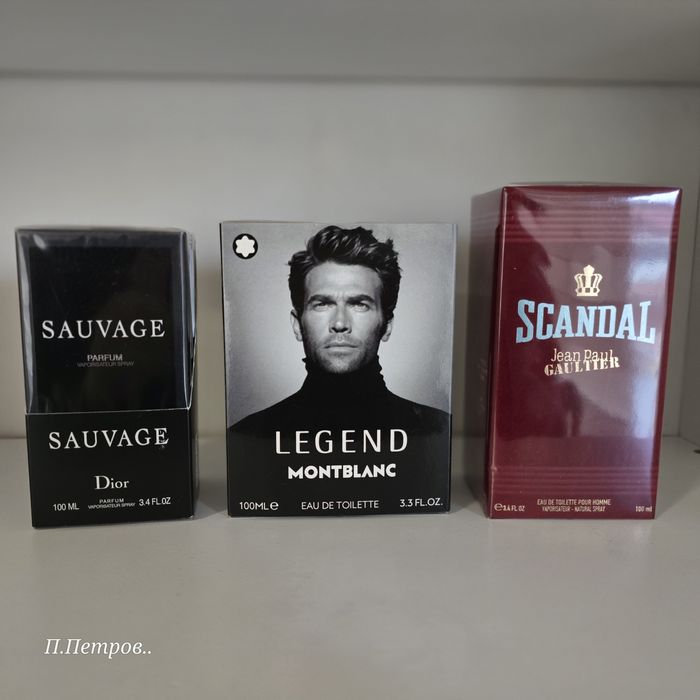 SAUVAGE
PARFUM
VAPORISATEUR SPRAY
SAUVAGE
Dior
100 ML PARFUM VAPORISATEUR SPRAY 3.4 FL.OZ
LEGEND
MONTBLANC
100ML℮ EAU DE TOILETTE 3.3 FL.OZ.
SCANDAL
Jean Paul
GAULTIER
EAU DE TOILETTE POUR HOMME
℮3.4 FL OZ VAPORISATEUR - NATURAL SPRAY 100 ml
П.Петров..